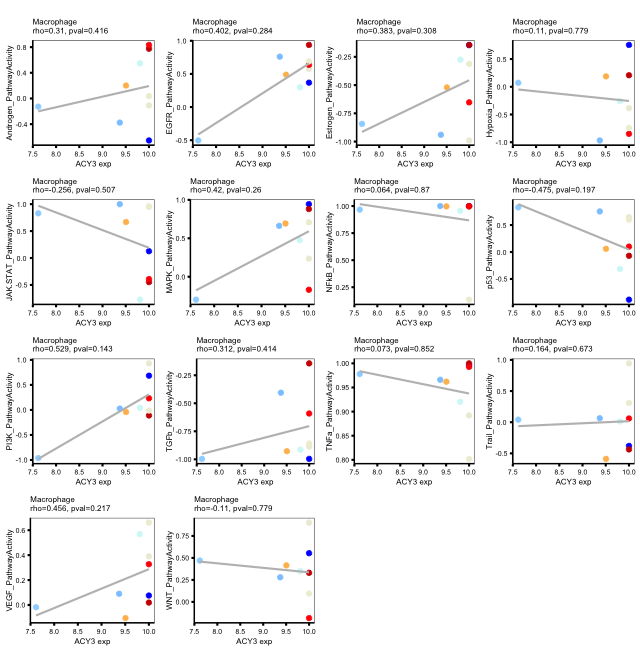 Macrophage
rho=0.31, pval=0.416
Androgen_PathwayActivity
0.8
0.4
0.0
-0.4
7.5 8.0 8.5 9.0 9.5 10.0
ACY3 exp
Macrophage
rho=0.402, pval=0.284
EGFR_PathwayActivity
1.0
0.5
0.0
-0.5
7.5 8.0 8.5 9.0 9.5 10.0
ACY3 exp
Macrophage
rho=0.383, pval=0.308
Estrogen_PathwayActivity
-0.25
-0.50
-0.75
-1.00
7.5 8.0 8.5 9.0 9.5 10.0
ACY3 exp
Macrophage
rho=0.11, pval=0.779
Hypoxia_PathwayActivity
0.5
0.0
-0.5
-1.0
7.5 8.0 8.5 9.0 9.5 10.0
ACY3 exp
Macrophage
rho=-0.256, pval=0.507
JAK.STAT_PathwayActivity
1.0
0.5
0.0
-0.5
7.5 8.0 8.5 9.0 9.5 10.0
ACY3 exp
Macrophage
rho=0.42, pval=0.26
MAPK_PathwayActivity
1.0
0.5
0.0
7.5 8.0 8.5 9.0 9.5 10.0
ACY3 exp
Macrophage
rho=0.064, pval=0.87
NFkB_PathwayActivity
1.00
0.75
0.50
0.25
7.5 8.0 8.5 9.0 9.5 10.0
ACY3 exp
Macrophage
rho=-0.475, pval=0.197
p53_PathwayActivity
0.5
0.0
-0.5
7.5 8.0 8.5 9.0 9.5 10.0
ACY3 exp
Macrophage
rho=0.529, pval=0.143
PI3K_PathwayActivity
1.0
0.5
0.0
-0.5
-1.0
7.5 8.0 8.5 9.0 9.5 10.0
ACY3 exp
Macrophage
rho=0.312, pval=0.414
TGFb_PathwayActivity
-0.25
-0.50
-0.75
-1.00
7.5 8.0 8.5 9.0 9.5 10.0
ACY3 exp
Macrophage
rho=0.073, pval=0.852
TNFa_PathwayActivity
1.00
0.95
0.90
0.85
0.80
7.5 8.0 8.5 9.0 9.5 10.0
ACY3 exp
Macrophage
rho=0.164, pval=0.673
Trail_PathwayActivity
1.0
0.5
0.0
-0.5
7.5 8.0 8.5 9.0 9.5 10.0
ACY3 exp
Macrophage
rho=0.456, pval=0.217
VEGF_PathwayActivity
0.6
0.4
0.2
0.0
7.5 8.0 8.5 9.0 9.5 10.0
ACY3 exp
Macrophage
rho=-0.11, pval=0.779
WNT_PathwayActivity
0.75
0.50
0.25
0.00
7.5 8.0 8.5 9.0 9.5 10.0
ACY3 exp